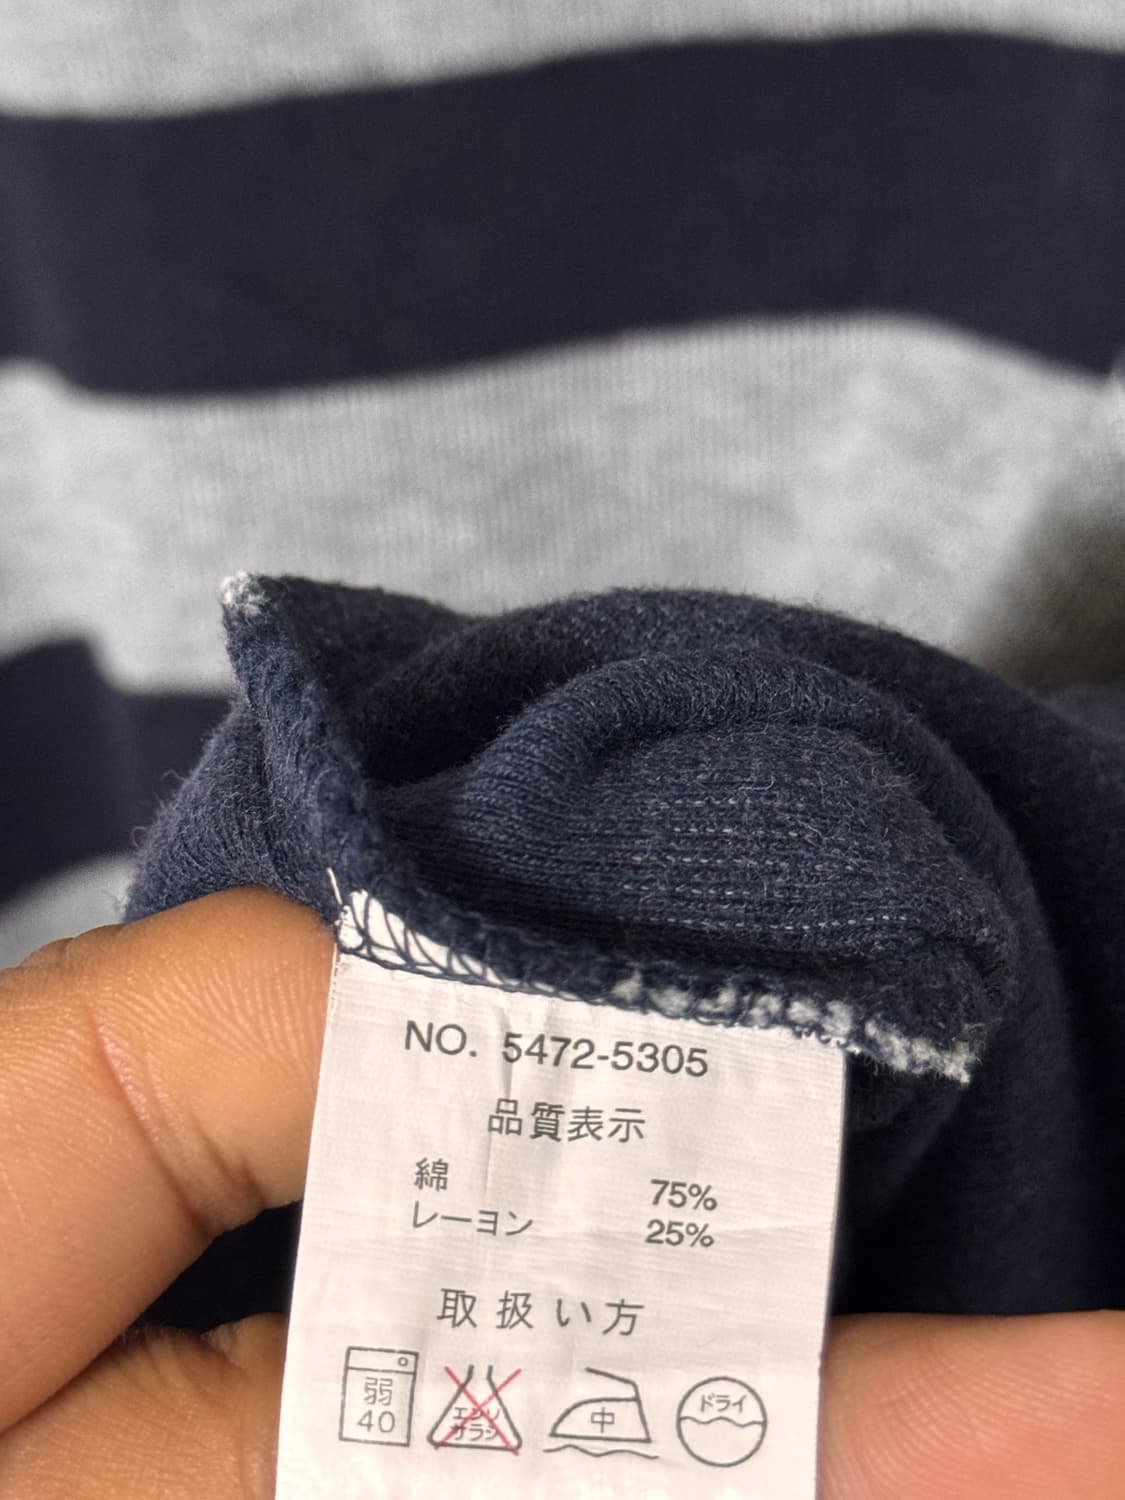 NO. 5472-5305
品質表示
綿 75%
レーヨン 25%
取扱い方
弱
40
エンソ
サラシ
中
ドライ